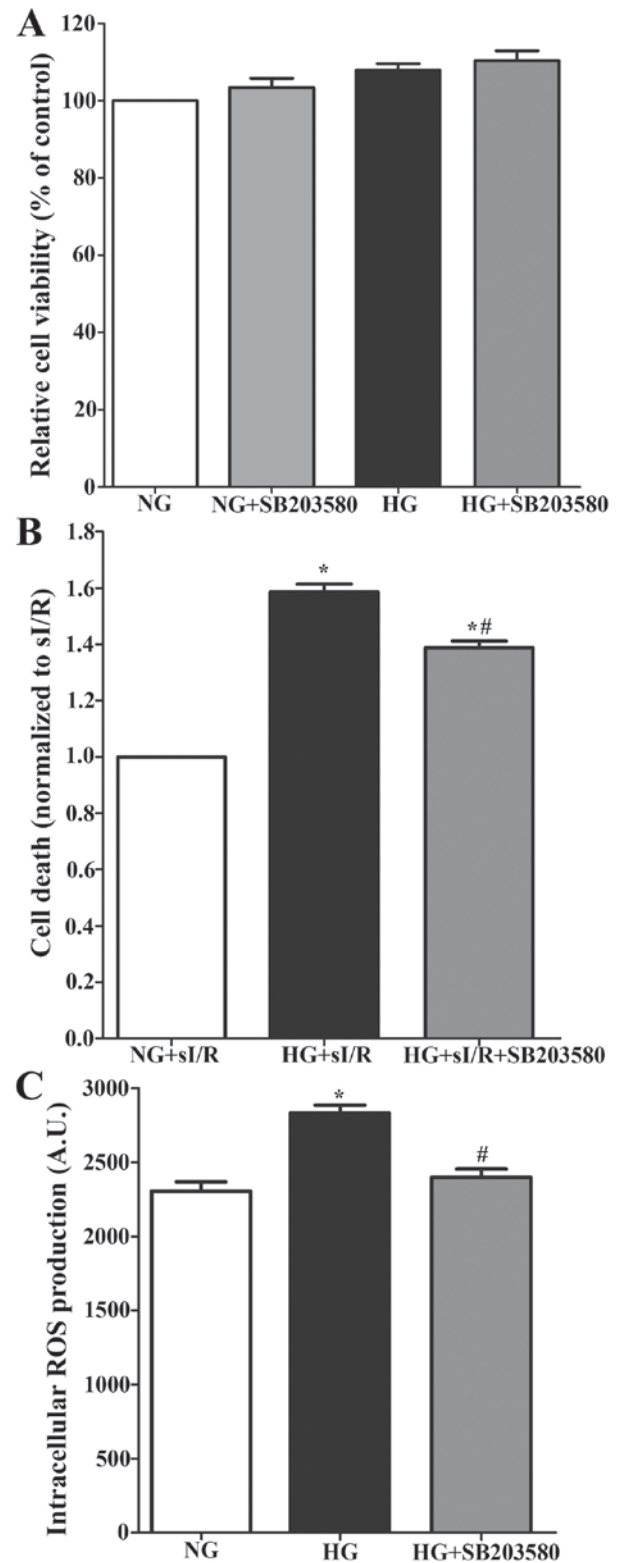 A
Relative cell viability (% of control)
120
100
80
60
40
20
0
NG
NG+SB203580
HG
HG+SB203580
B
Cell death (normalized to sI/R)
1.8
1.6
1.4
1.2
1.0
0.8
0.6
0.4
0.2
0.0
*
*#
NG+sI/R
HG+sI/R
HG+sI/R+SB203580
C
Intracellular ROS production (A.U.)
3000
2500
2000
1500
1000
500
0
*
#
NG
HG
HG+SB203580